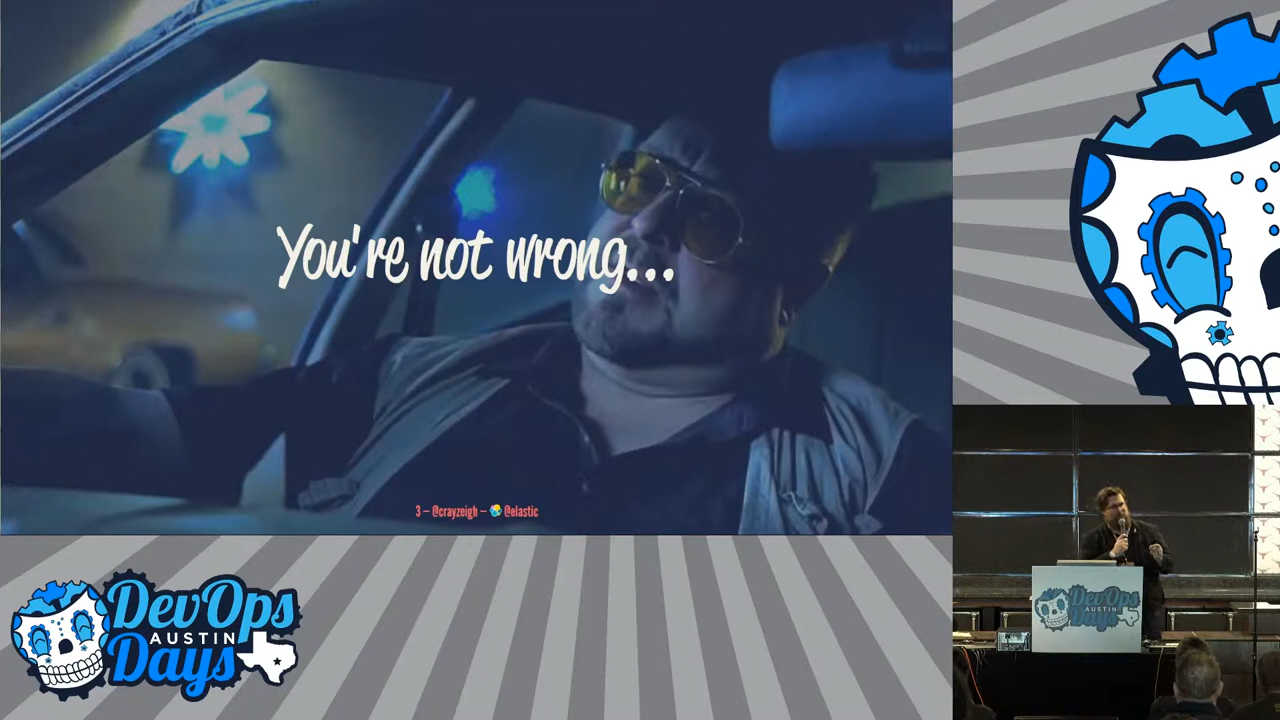 You're not wrong...
3 – @crayzeigh – @elastic
DevOps
AUSTIN
Days
DevOps
AUSTIN
Days